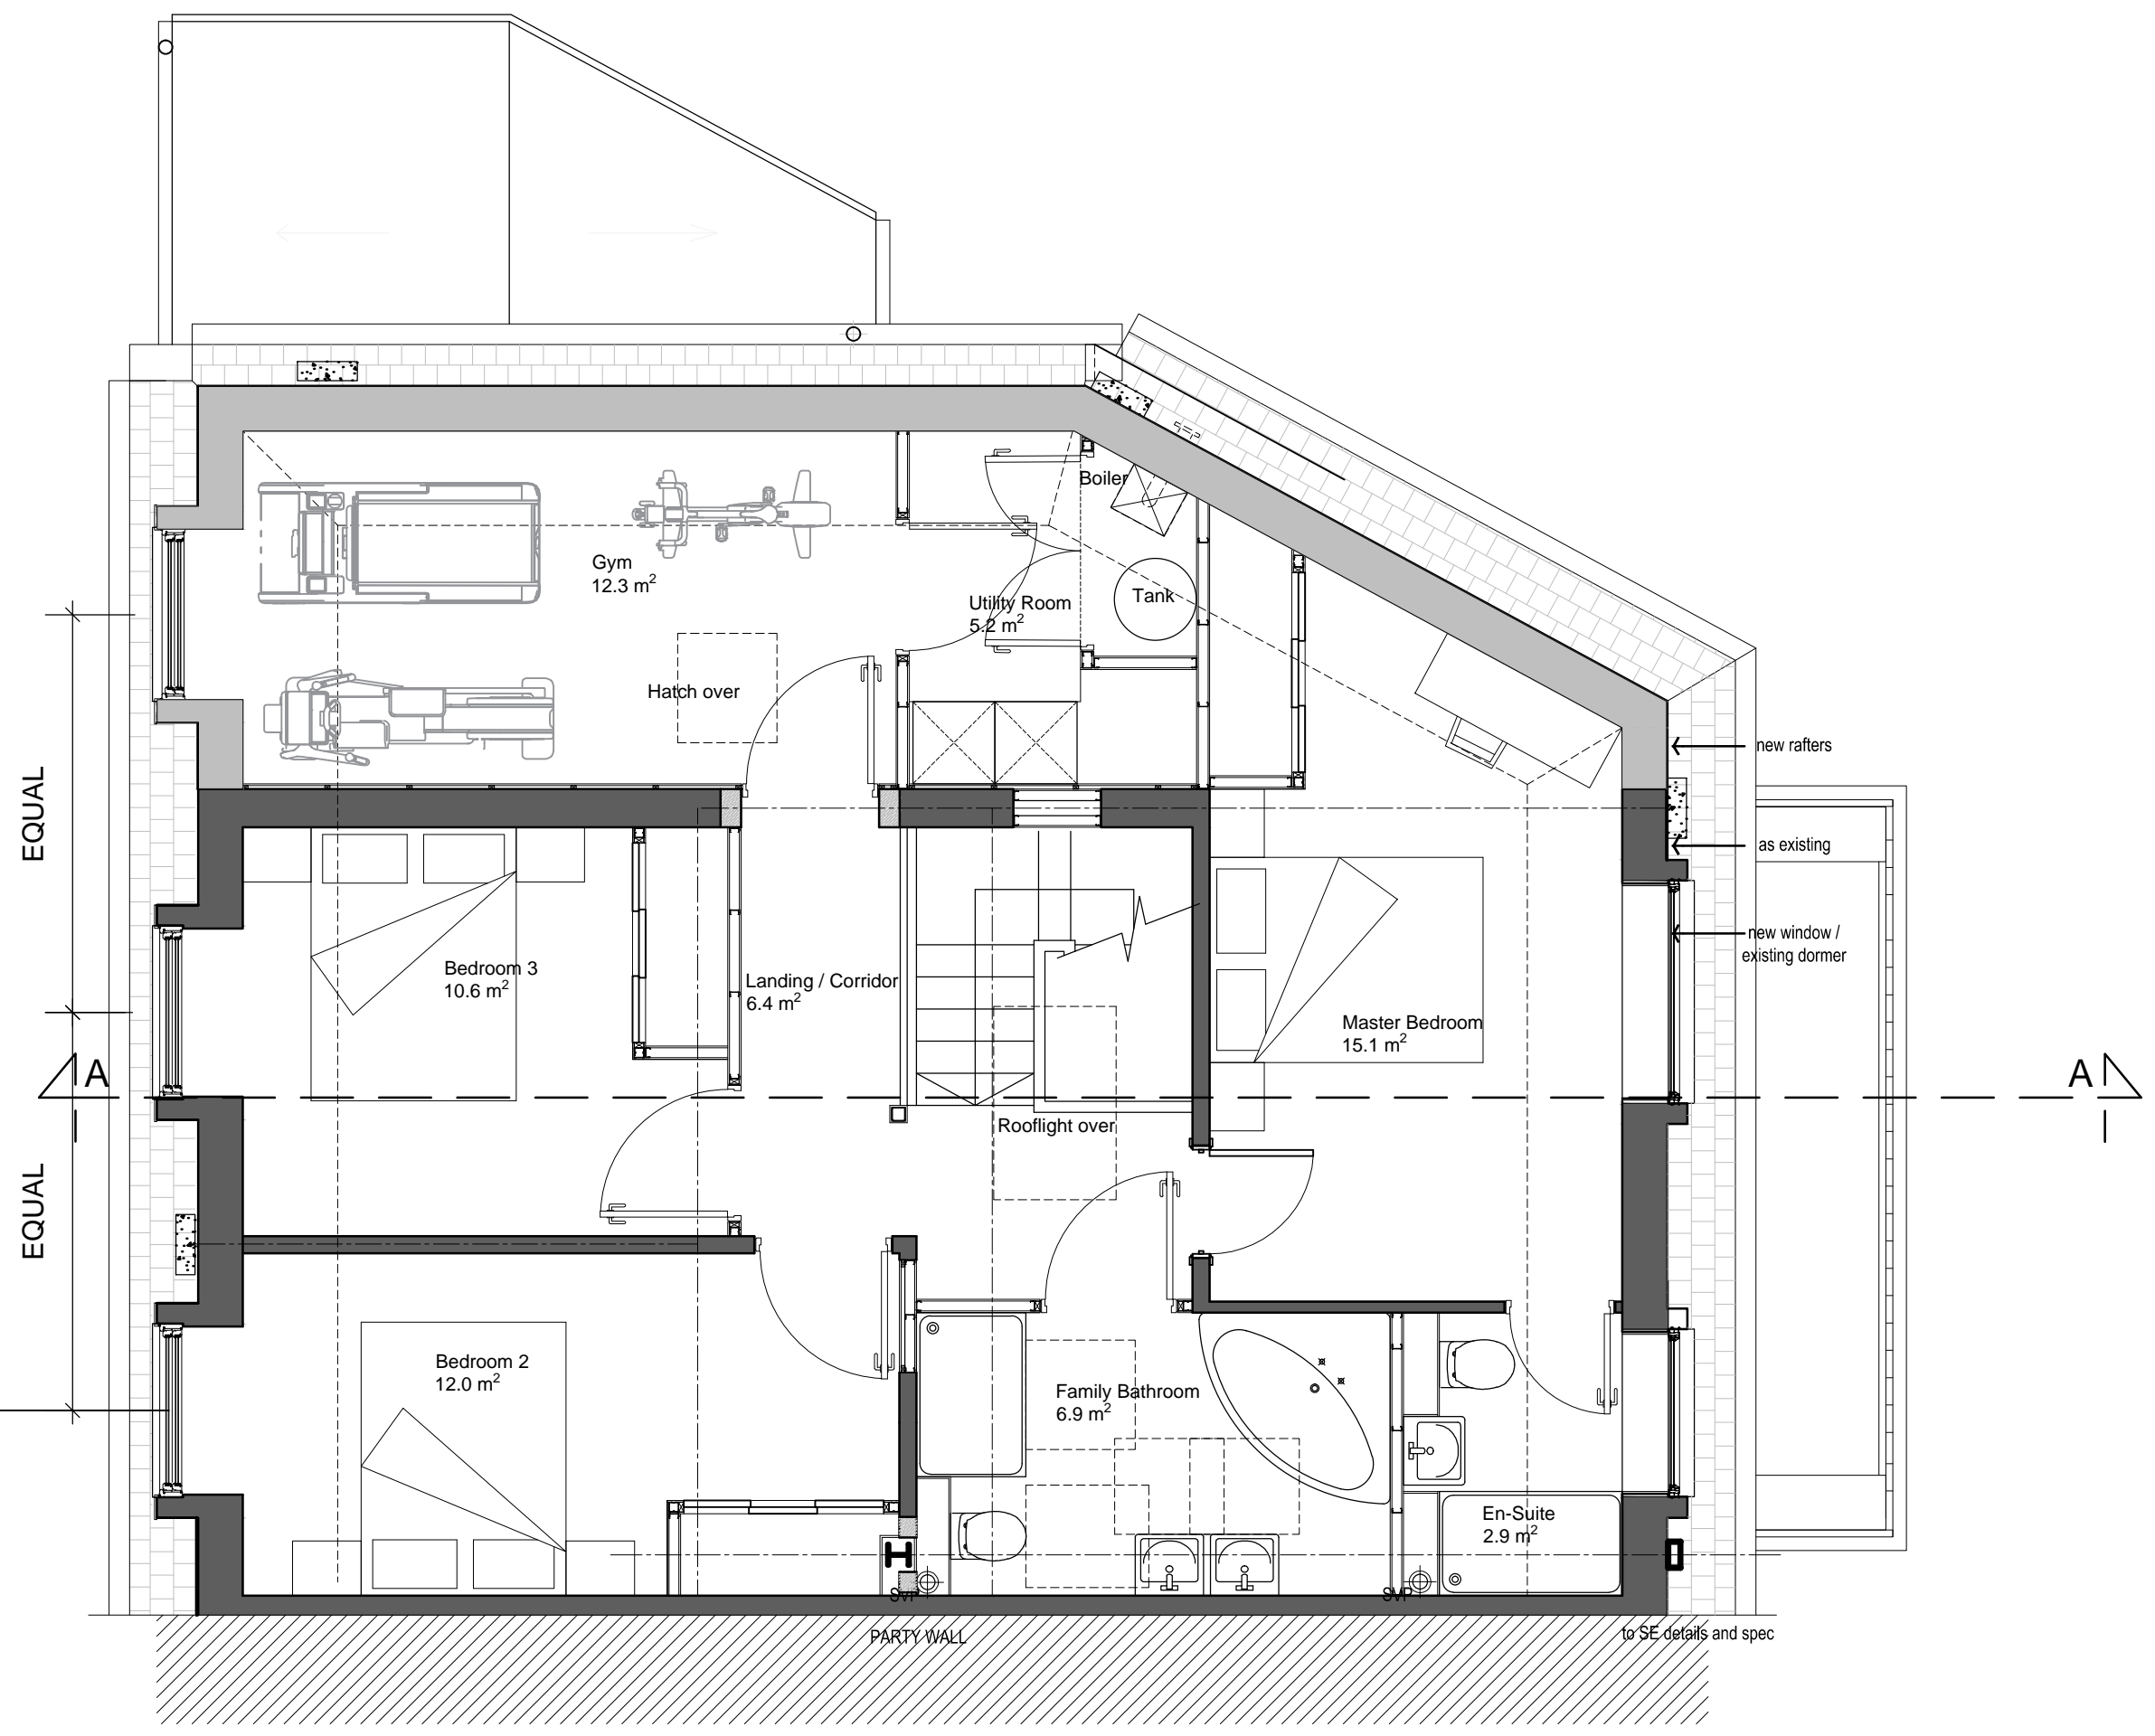 Boiler
Gym
12.3 m²
Utility Room
5.2 m²
Tank
Hatch over
EQUAL
new rafters
as existing
new window /
existing dormer
Bedroom 3
10.6 m²
Landing / Corridor
6.4 m²
Master Bedroom
15.1 m²
A
A
Rooflight over
EQUAL
Bedroom 2
12.0 m²
Family Bathroom
6.9 m²
En-Suite
2.9 m²
SVP
SVP
PARTY WALL
to SE details and spec